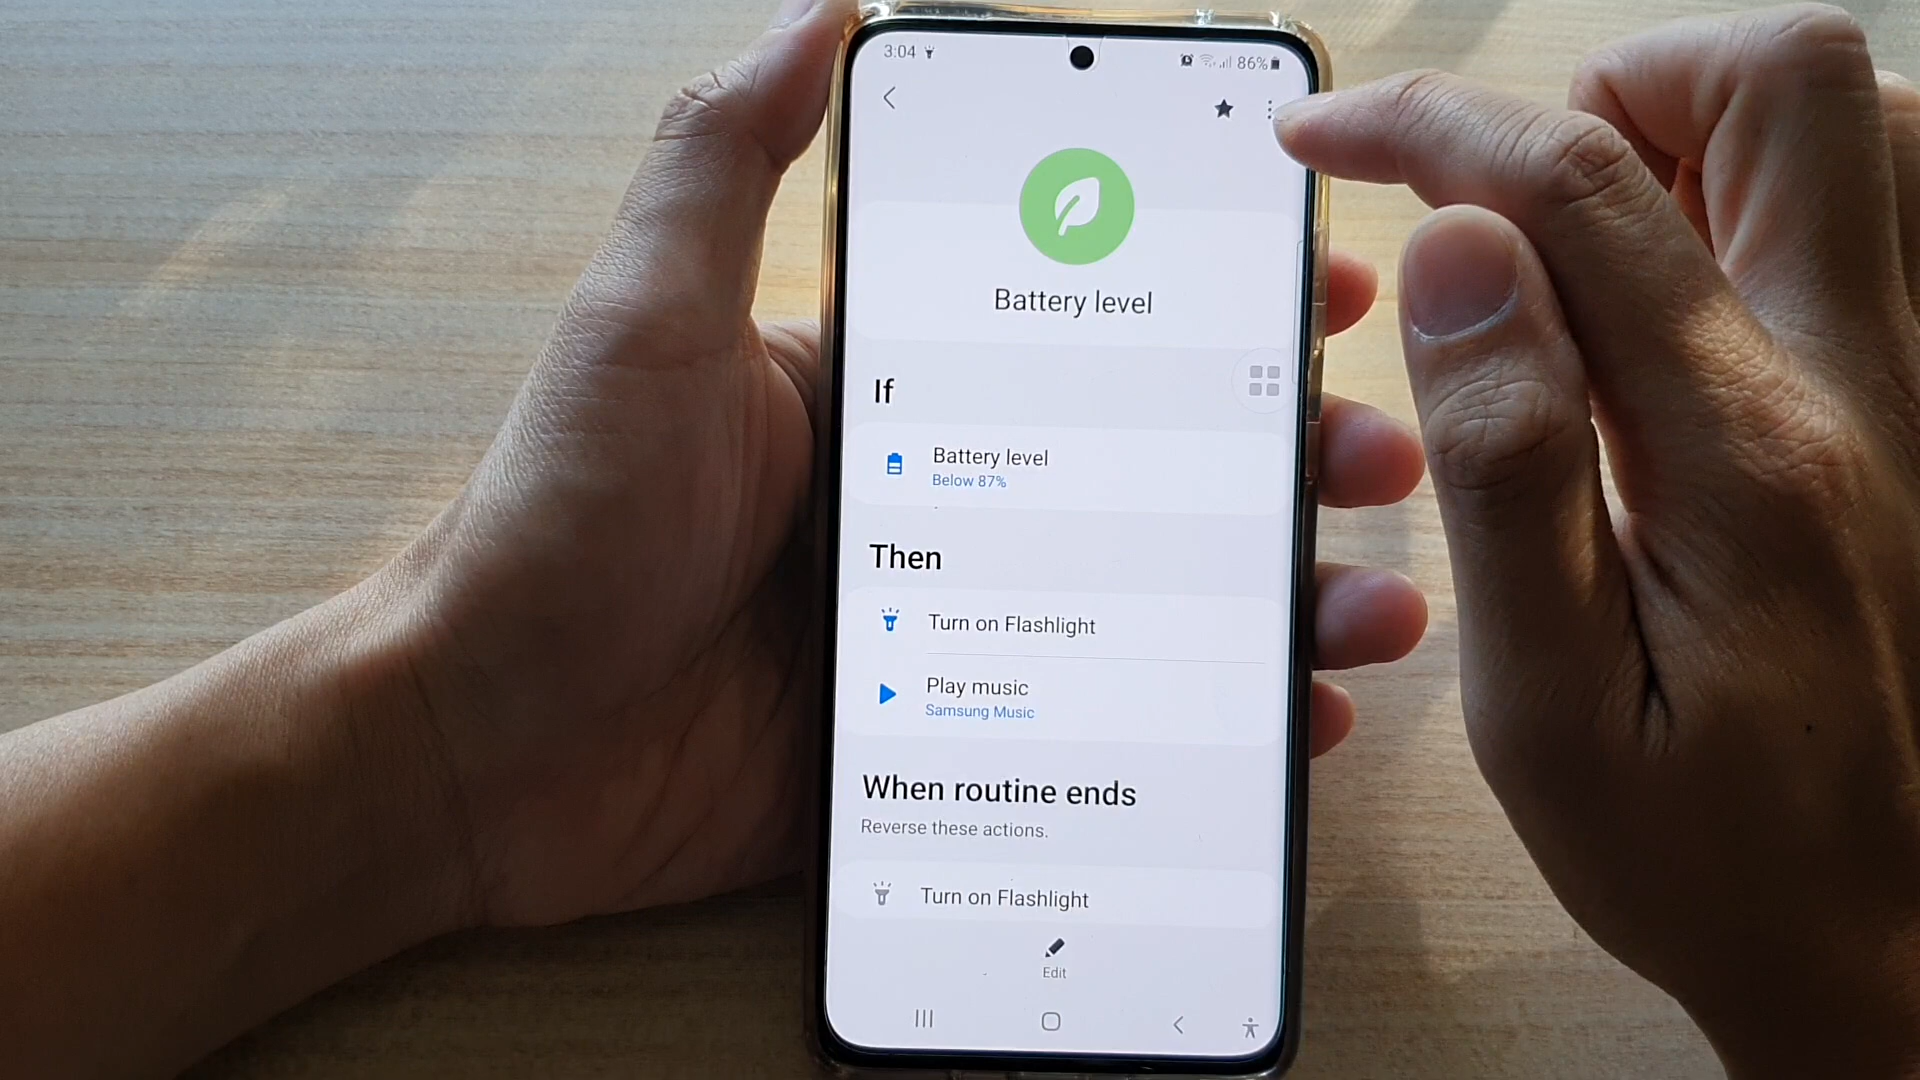 3:04
86%
Battery level
If
Battery level
Below 87%
Then
Turn on Flashlight
Play music
Samsung Music
When routine ends
Reverse these actions.
Turn on Flashlight
Edit